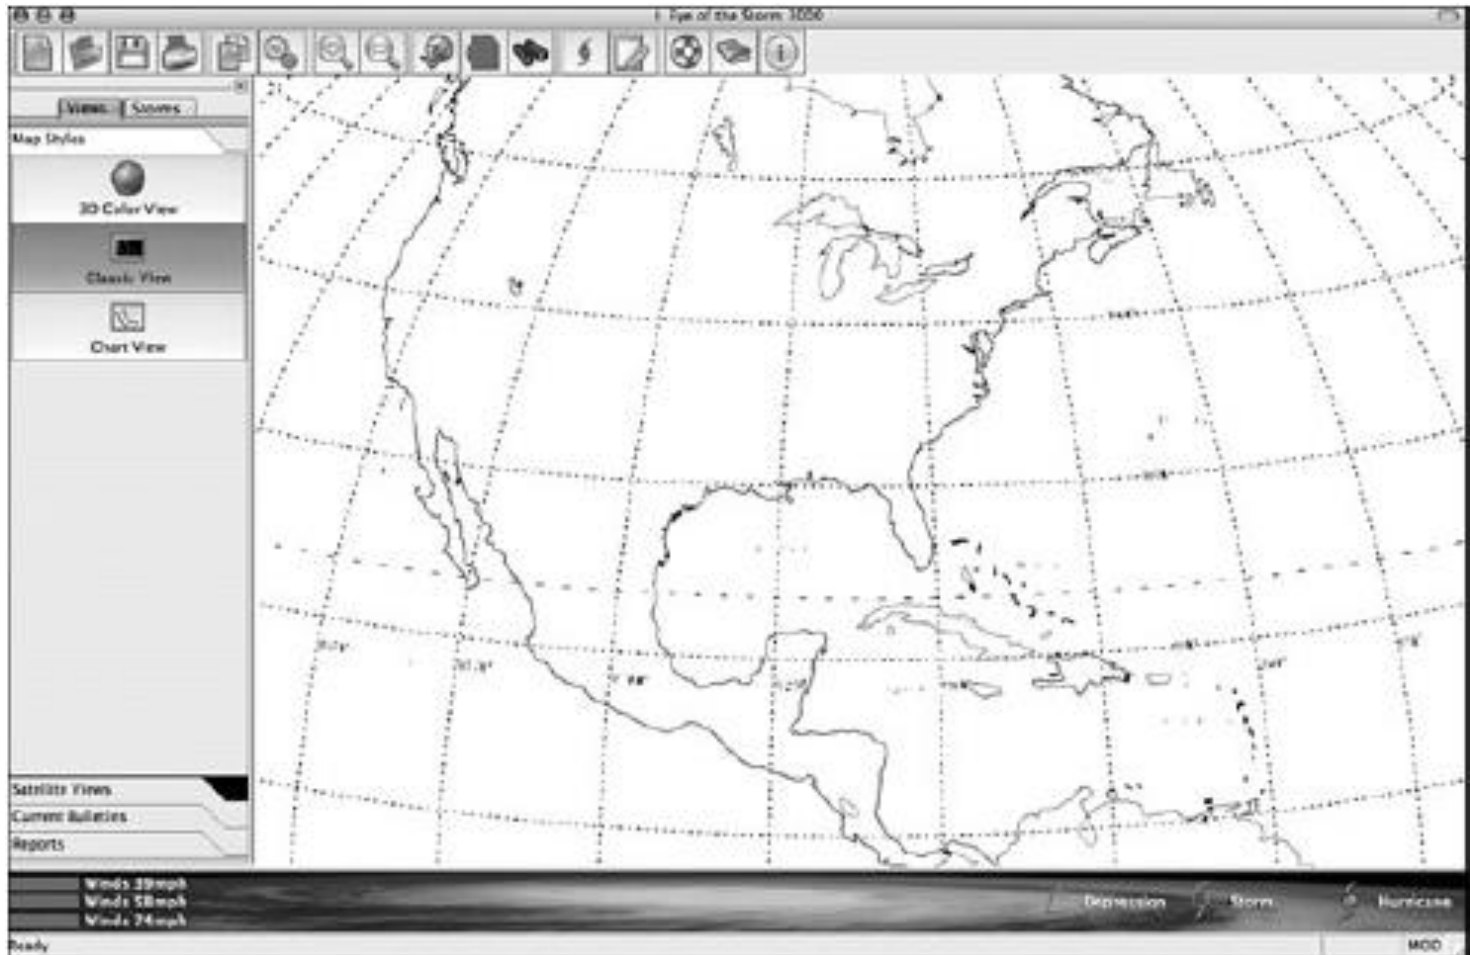 Eye of the Storm 3000
Views Storms
Map Styles
3D Color View
Classic View
Chart View
Satellite Views
Current Bulletins
Reports
Winds 39mph
Winds 58mph
Winds 74mph
Depression Storm Hurricane
Ready
MOD